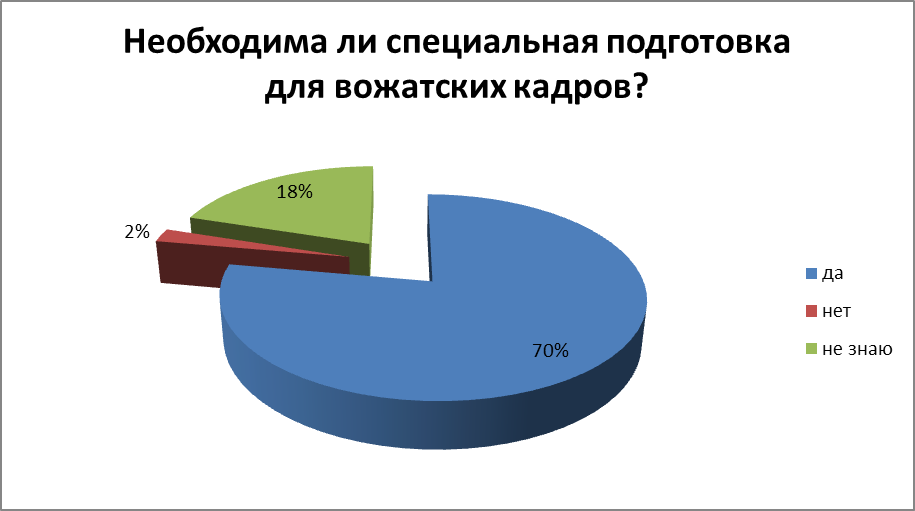 Необходима ли специальная подготовка
для вожатских кадров?
18%
2%
70%
да
нет
не знаю